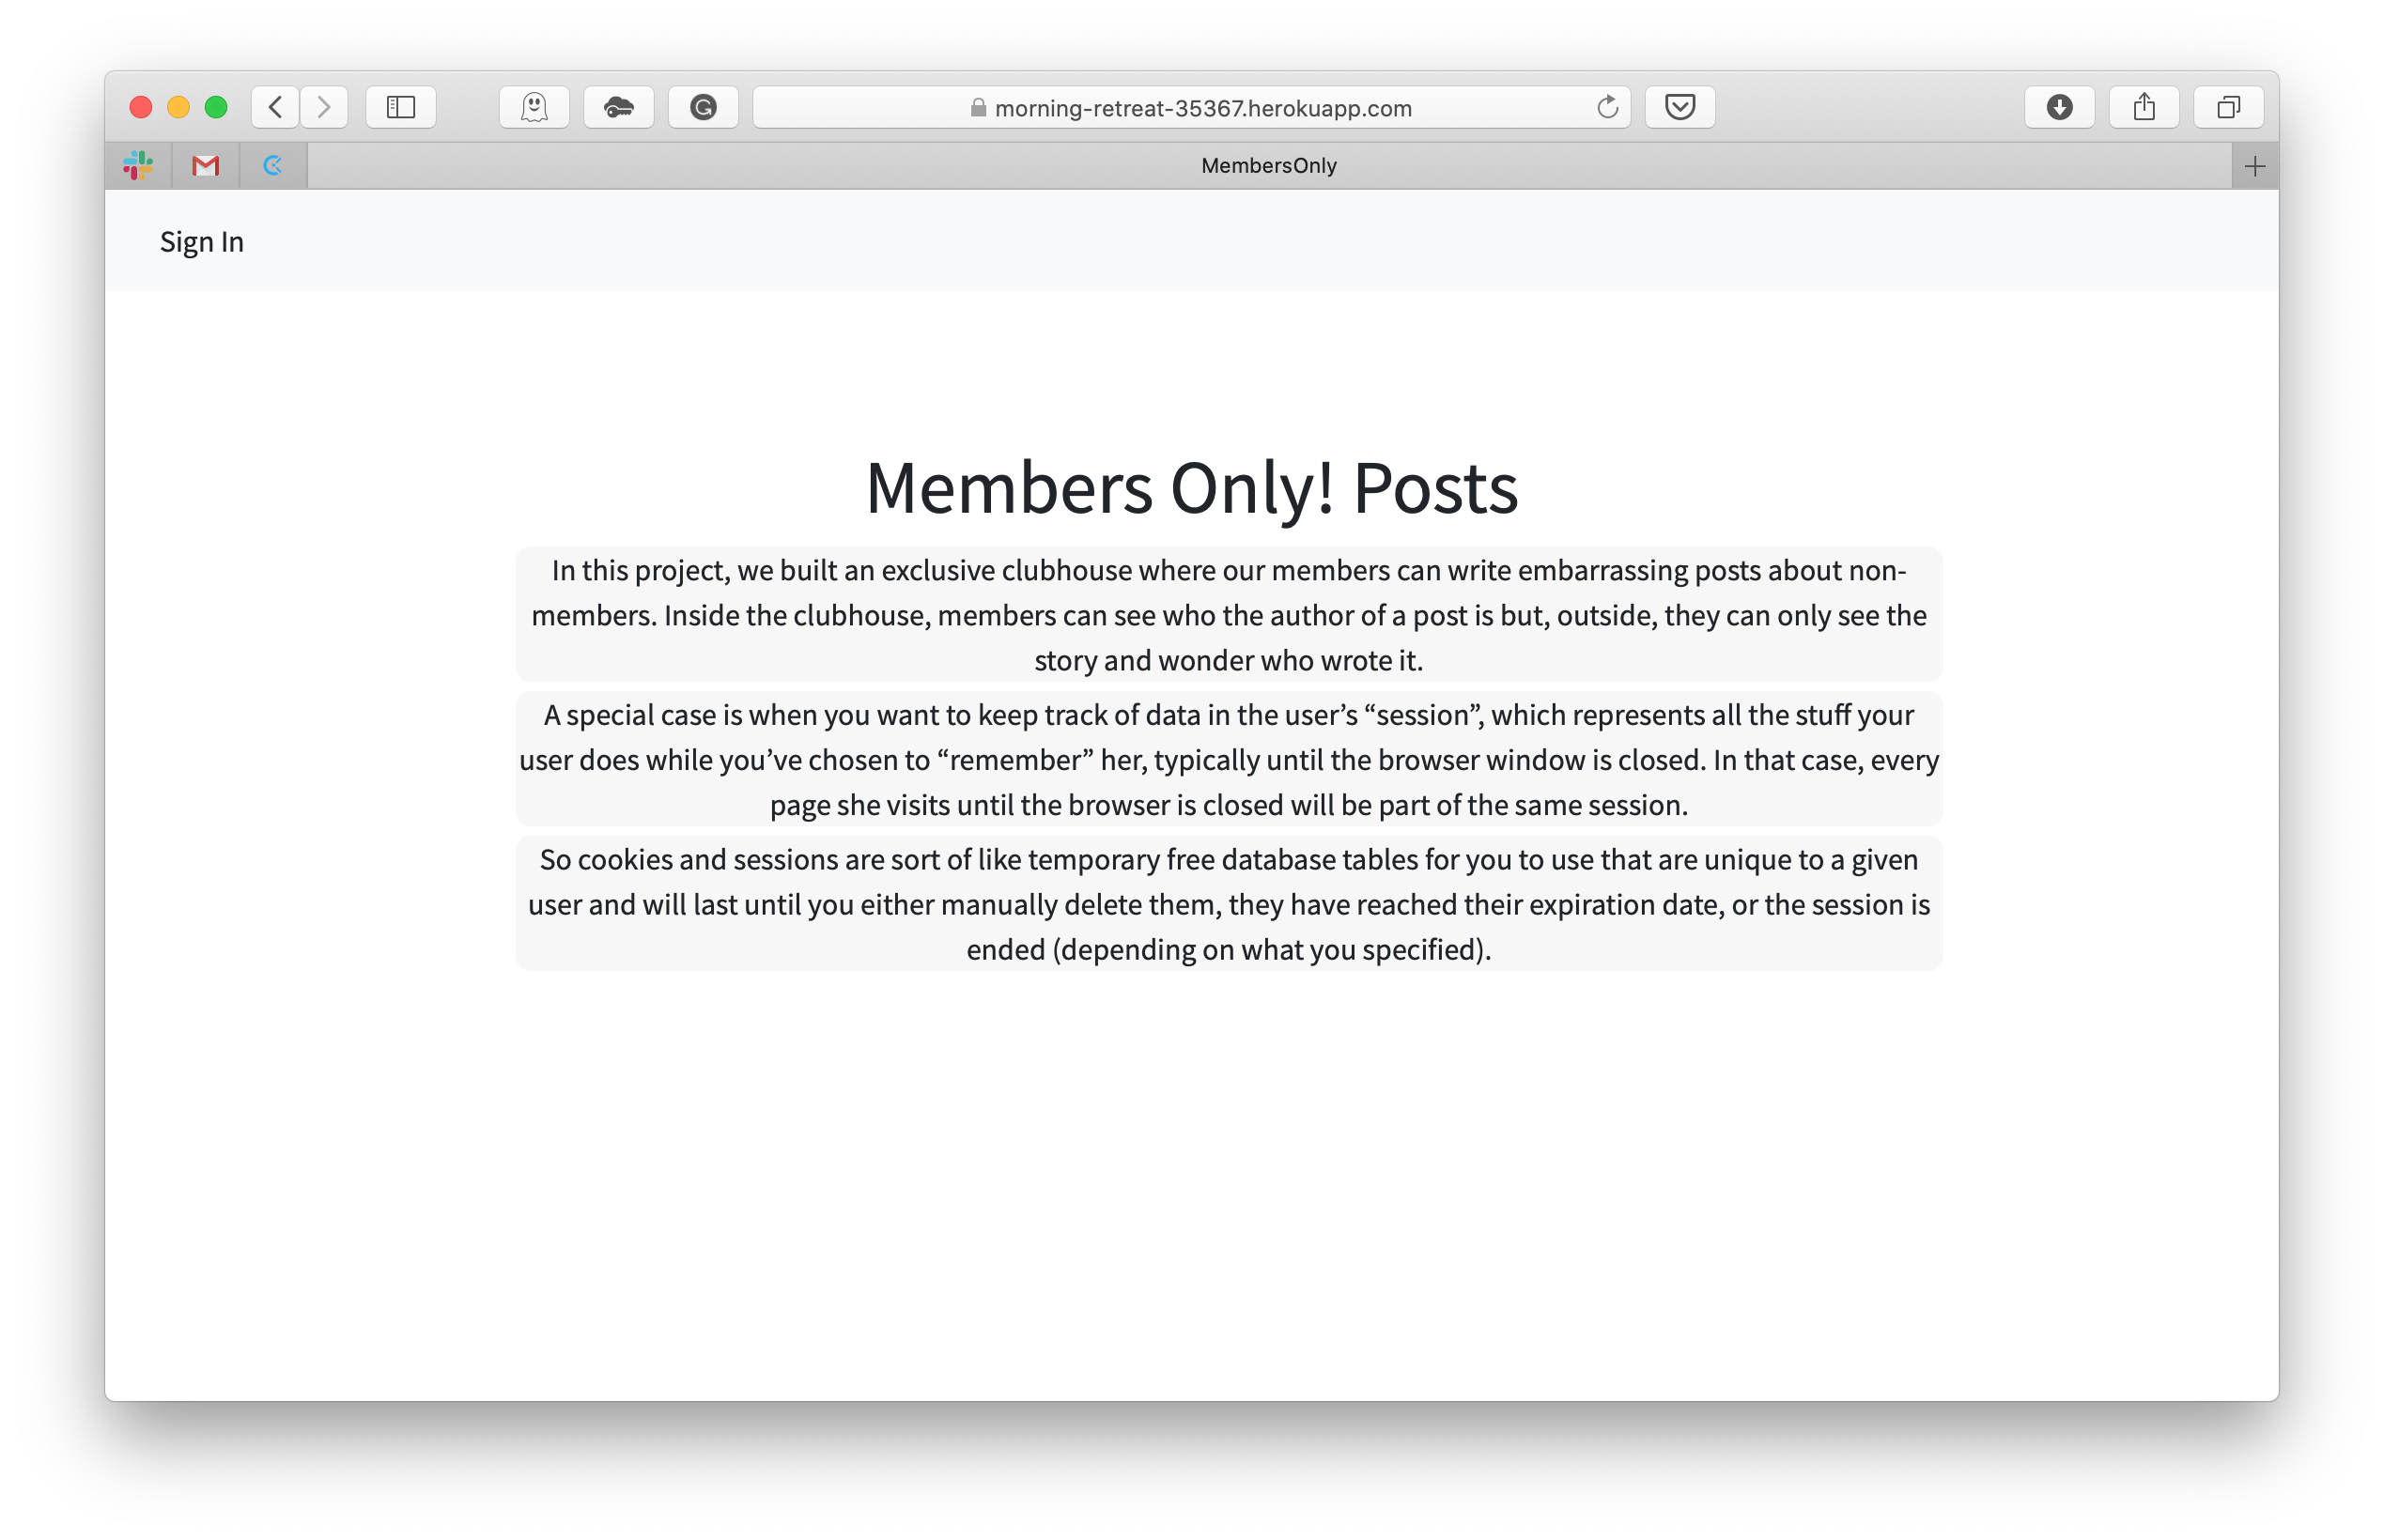 morning-retreat-35367.herokuapp.com
MembersOnly
Sign In
Members Only! Posts
In this project, we built an exclusive clubhouse where our members can write embarrassing posts about non-
members. Inside the clubhouse, members can see who the author of a post is but, outside, they can only see the
story and wonder who wrote it.
A special case is when you want to keep track of data in the user’s “session”, which represents all the stuff your
user does while you’ve chosen to “remember” her, typically until the browser window is closed. In that case, every
page she visits until the browser is closed will be part of the same session.
So cookies and sessions are sort of like temporary free database tables for you to use that are unique to a given
user and will last until you either manually delete them, they have reached their expiration date, or the session is
ended (depending on what you specified).